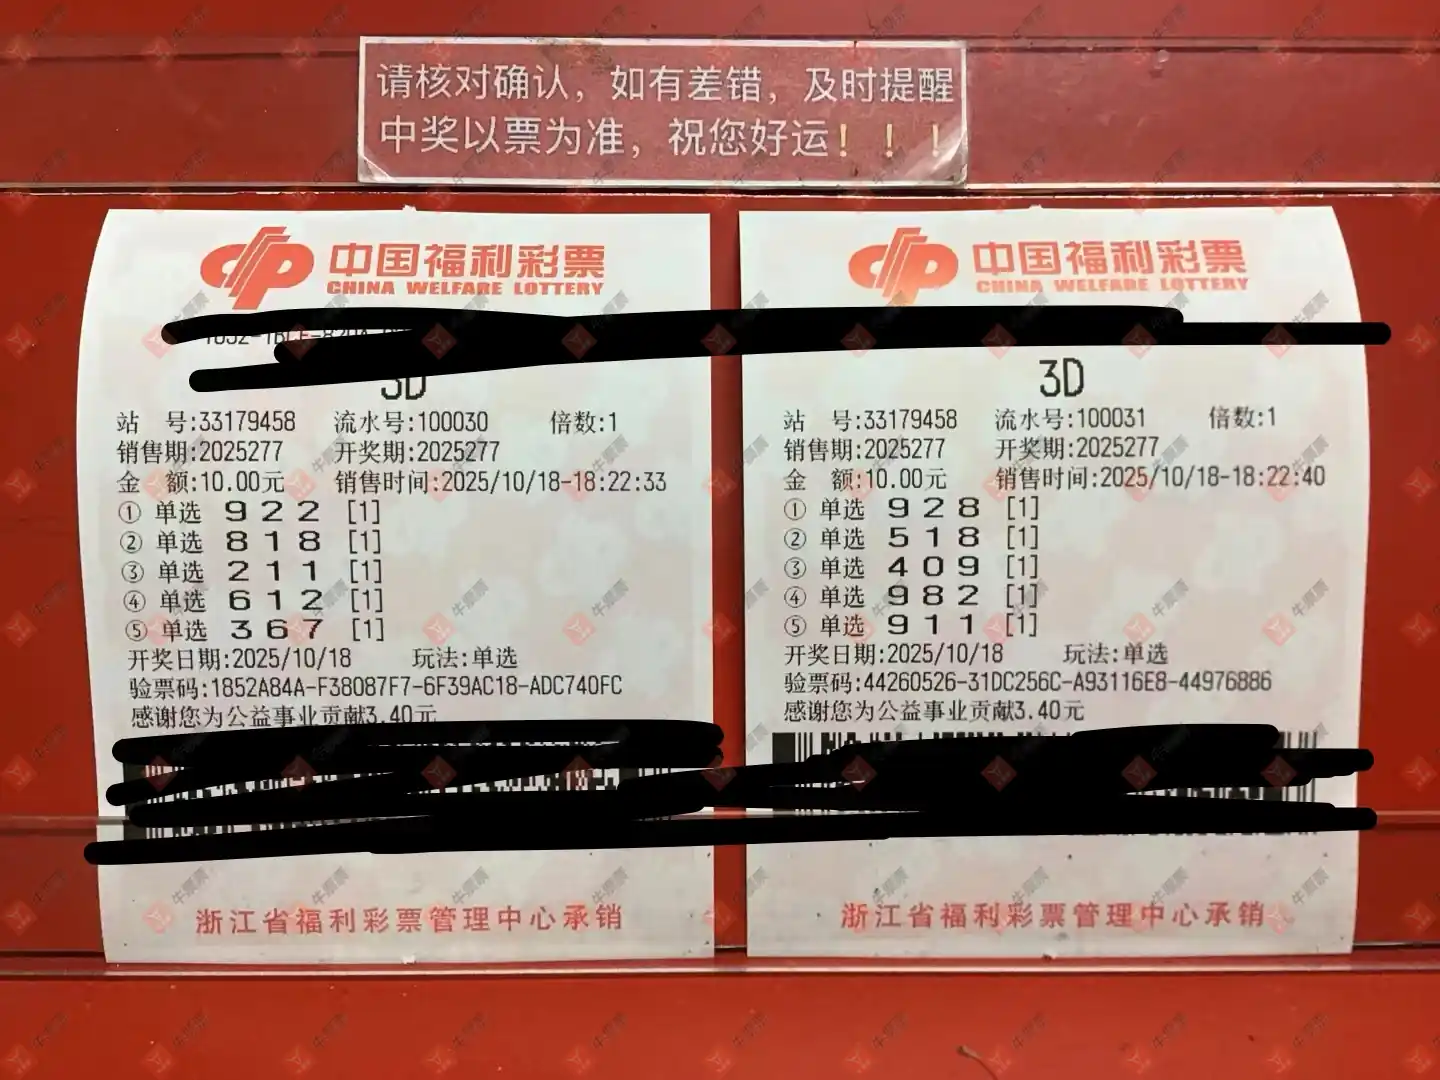 请核对确认，如有差错，及时提醒
中奖以票为准，祝您好运！！！
中国福利彩票
CHINA WELFARE LOTTERY
3D
站 号:33179458 流水号:100030 倍数:1
销售期:2025277 开奖期:2025277
金 额:10.00元 销售时间:2025/10/18-18:22:33
① 单选 9 2 2 [1]
② 单选 8 1 8 [1]
③ 单选 2 1 1 [1]
④ 单选 6 1 2 [1]
⑤ 单选 3 6 7 [1]
开奖日期:2025/10/18 玩法:单选
验票码:1852A84A-F38087F7-6F39AC18-ADC740FC
感谢您为公益事业贡献3.40元
浙江省福利彩票管理中心承销
中国福利彩票
CHINA WELFARE LOTTERY
3D
站 号:33179458 流水号:100031 倍数:1
销售期:2025277 开奖期:2025277
金 额:10.00元 销售时间:2025/10/18-18:22:40
① 单选 9 2 8 [1]
② 单选 5 1 8 [1]
③ 单选 4 0 9 [1]
④ 单选 9 8 2 [1]
⑤ 单选 9 1 1 [1]
开奖日期:2025/10/18 玩法:单选
验票码:44260526-31DC256C-A93116E8-44976886
感谢您为公益事业贡献3.40元
浙江省福利彩票管理中心承销